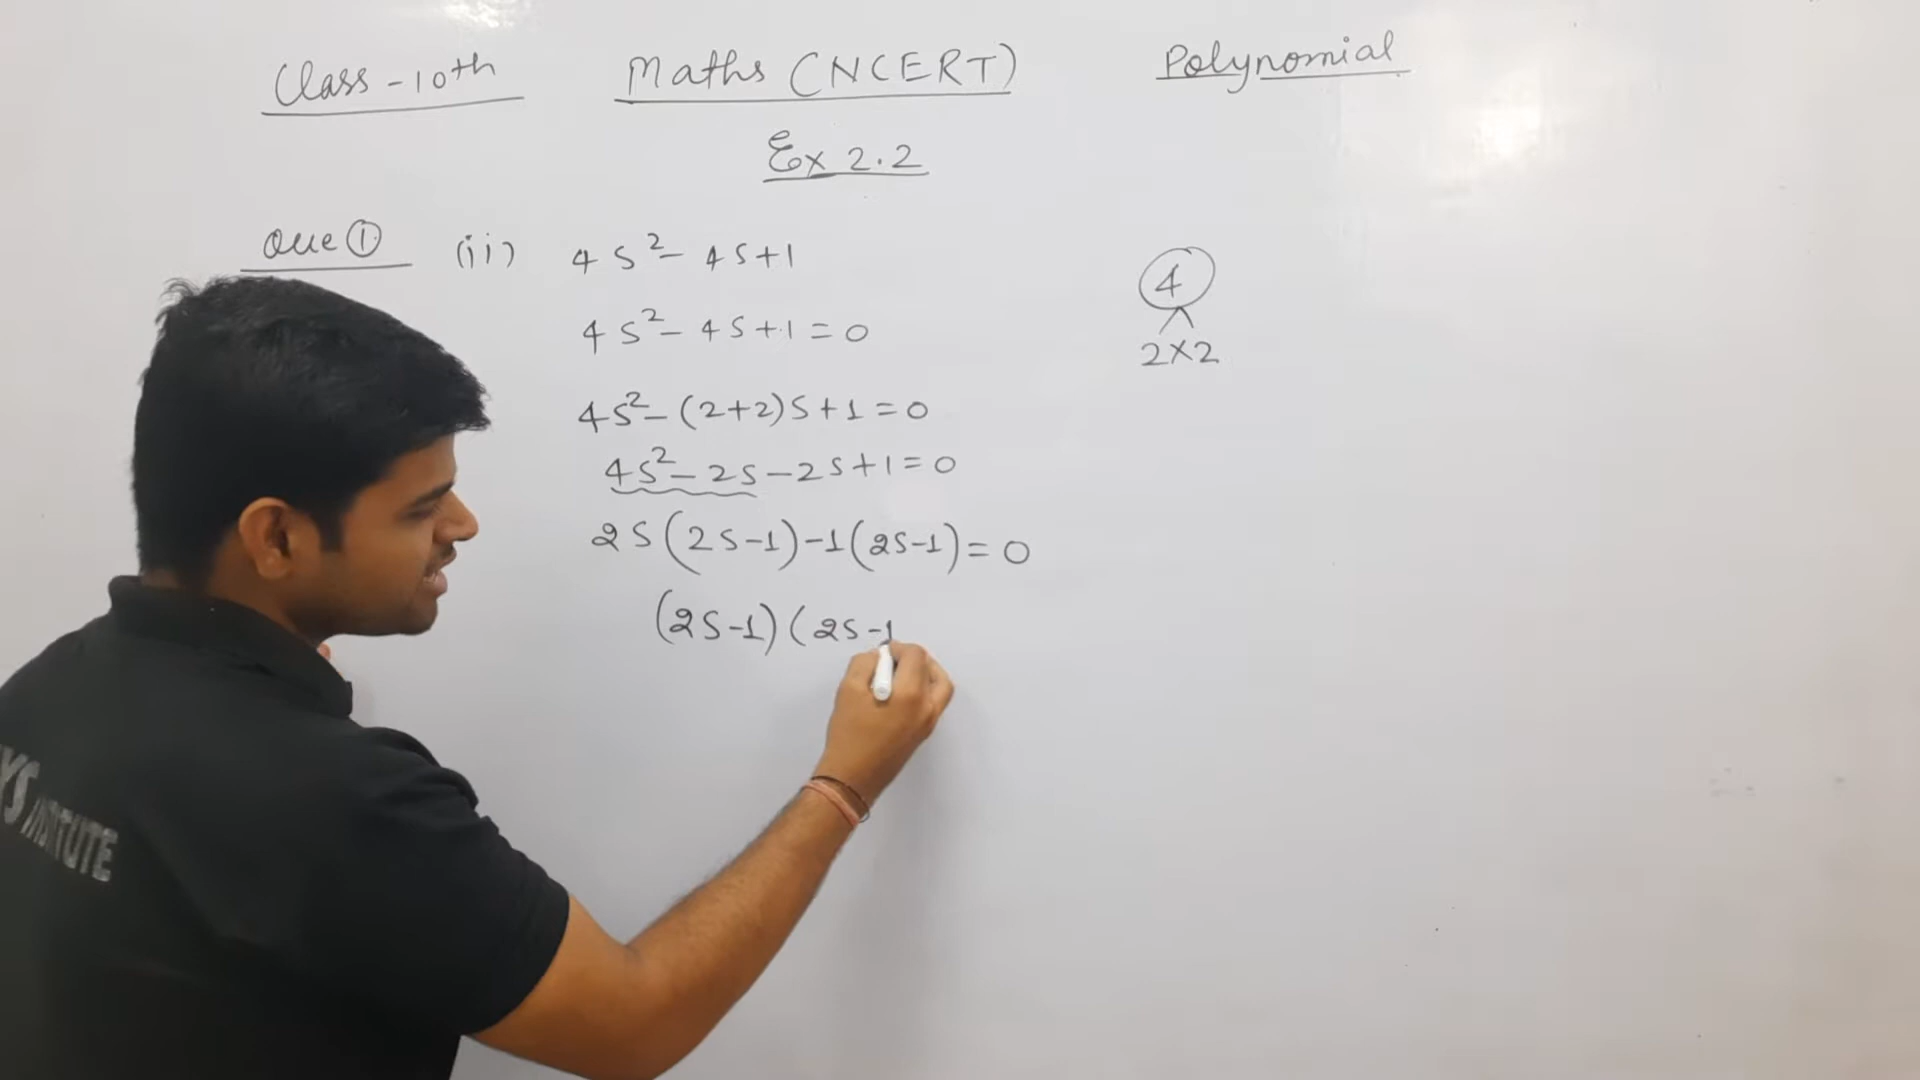 Class - 10th Maths (NCERT) Polynomial
Ex 2.2
Que ① (ii) 4s² - 4s + 1
4s² - 4s + 1 = 0
4s² - (2+2)s + 1 = 0
4s² - 2s - 2s + 1 = 0
2s(2s-1) - 1(2s-1) = 0
(2s-1)(2s-1
4
2×2
INSTITUTE